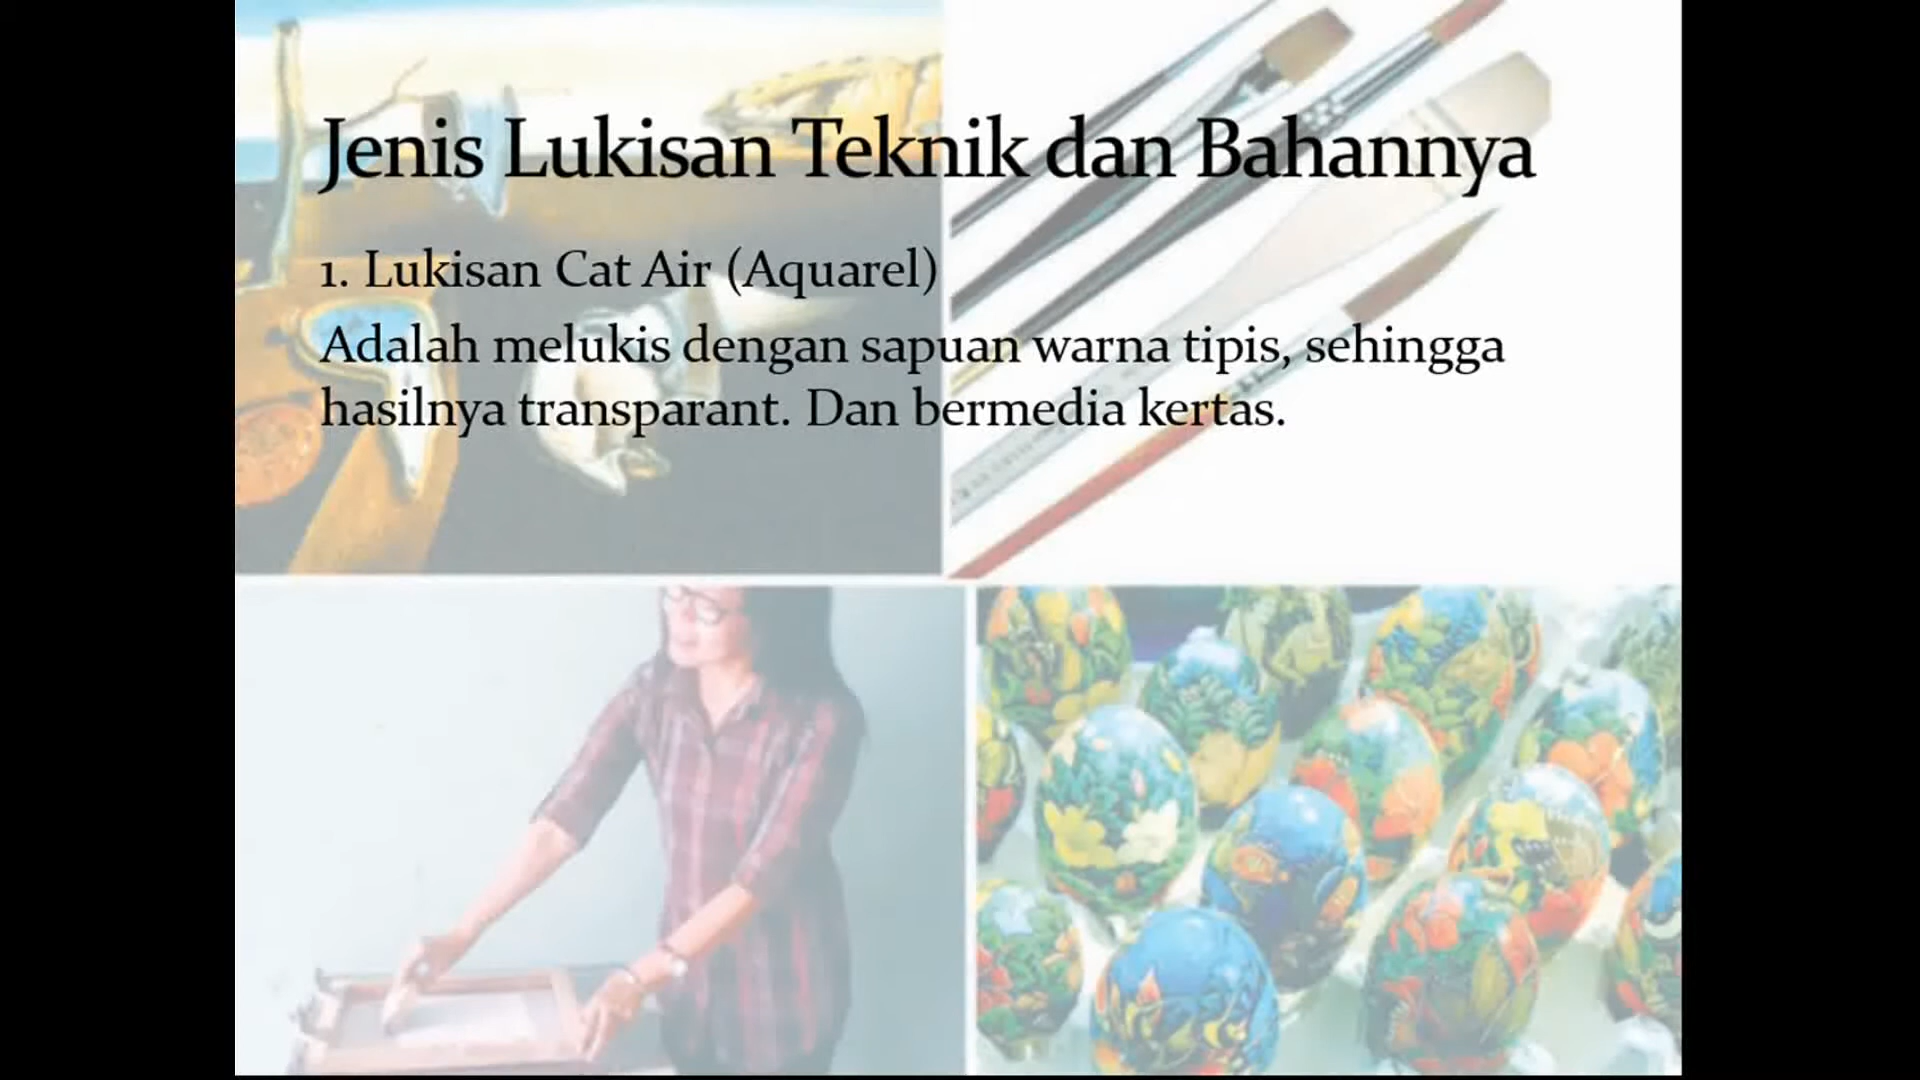 Jenis Lukisan Teknik dan Bahannya
1. Lukisan Cat Air (Aquarel)
Adalah melukis dengan sapuan warna tipis, sehingga
hasilnya transparant. Dan bermedia kertas.